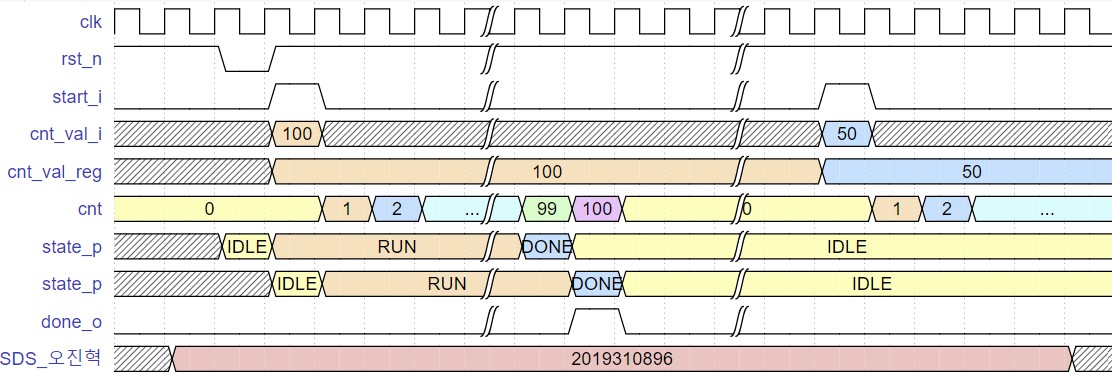 clk
rst_n
start_i
cnt_val_i 100 50
cnt_val_reg 100 50
cnt 0 1 2 ... 99 100 0 1 2 ...
state_p IDLE RUN DONE IDLE
state_p IDLE RUN DONE IDLE
done_o
SDS_오진혁 2019310896